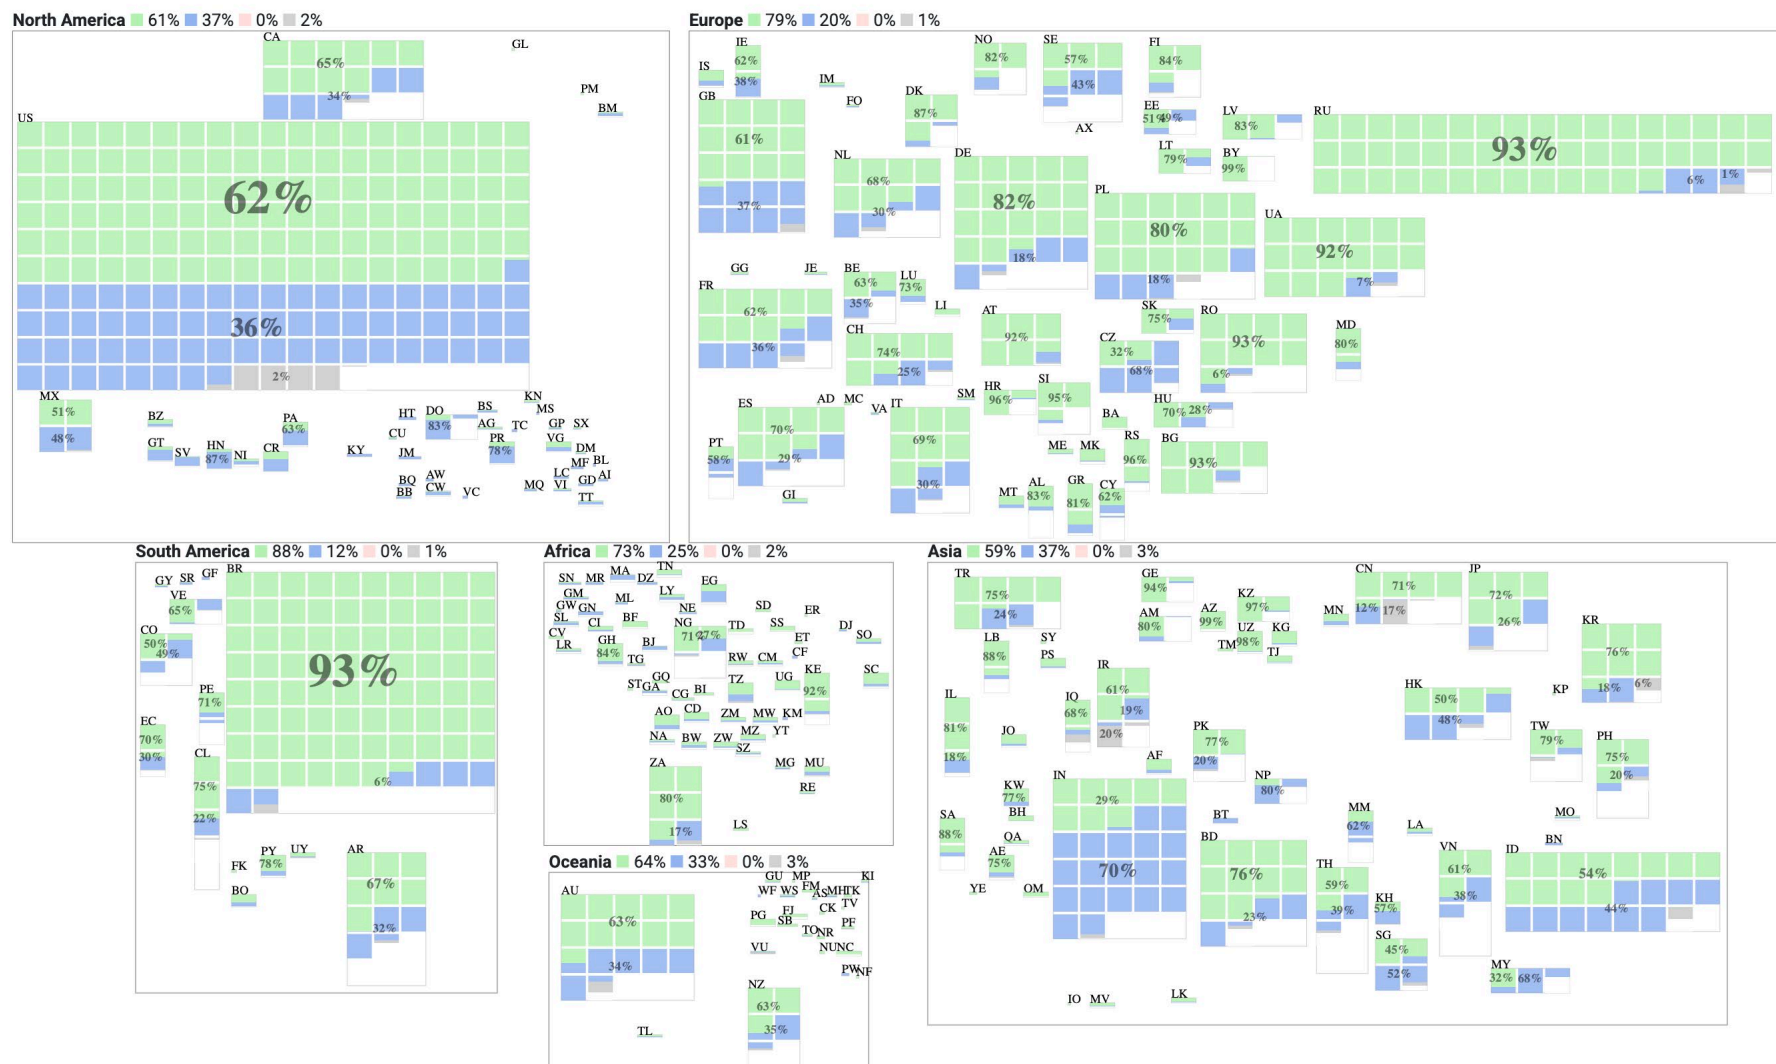 North America 61% 37% 0% 2%
CA
65%
34%
GL
PM
BM
US
62%
36%
2%
MX
51%
48%
BZ
GT
SV
HN
87%
NI
CR
PA
63%
KY
HT
CU
JM
DO
83%
BS
AG
TC
PR
78%
KN
MS
GP
SX
VG
DM
MF
BL
LC
VI
GD
AI
MQ
TT
BQ
BB
AW
CW
VC
Europe 79% 20% 0% 1%
IS
IE
62%
38%
IM
FO
GB
61%
37%
NO
82%
SE
57%
43%
FI
84%
DK
87%
AX
EE
51%
49%
LV
83%
LT
79%
BY
99%
RU
93%
6%
1%
NL
68%
30%
DE
82%
18%
PL
80%
18%
UA
92%
7%
GG
JE
FR
62%
36%
BE
63%
35%
LU
73%
LI
CH
74%
25%
AT
92%
SK
75%
CZ
32%
68%
RO
93%
6%
MD
80%
SM
HR
96%
SI
95%
BA
HU
70%
28%
ES
70%
29%
AD
MC
VA
IT
69%
30%
PT
58%
GI
ME
MK
RS
96%
BG
93%
MT
AL
83%
GR
81%
CY
62%
South America 88% 12% 0% 1%
GY
SR
GF
BR
93%
6%
VE
65%
CO
50%
49%
PE
71%
EC
70%
30%
CL
75%
22%
FK
PY
78%
UY
BO
AR
67%
32%
Africa 73% 25% 0% 2%
SN
MR
MA
DZ
TN
GM
GW
GN
SL
ML
LY
EG
NE
CV
LR
CI
BF
GH
84%
BJ
TG
NG
71%
27%
TD
SD
SS
ER
ET
CF
DJ
SO
RW
CM
ST
GA
GQ
CG
BI
TZ
UG
KE
92%
SC
AO
CD
ZM
MW
KM
NA
BW
ZW
MZ
YT
SZ
MG
MU
RE
ZA
80%
17%
LS
Oceania 64% 33% 0% 3%
AU
63%
34%
GU
MP
KI
WF
WS
FM
AS
MH
TK
TV
PG
FJ
SB
CK
PF
TO
NR
VU
NU
NC
PW
NF
NZ
63%
35%
TL
Asia 59% 37% 0% 3%
TR
75%
24%
GE
94%
AM
80%
AZ
99%
KZ
97%
UZ
98%
KG
TM
TJ
MN
CN
71%
12%
17%
JP
72%
26%
KR
76%
18%
6%
LB
88%
SY
PS
IL
81%
18%
JO
IQ
68%
IR
61%
19%
20%
HK
50%
48%
KP
TW
79%
PH
75%
20%
PK
77%
20%
AF
KW
77%
BH
SA
88%
QA
AE
75%
YE
OM
IN
29%
70%
NP
80%
BT
BD
76%
23%
MM
62%
LA
MO
BN
TH
59%
39%
KH
57%
VN
61%
38%
ID
54%
44%
SG
45%
52%
MY
32%
68%
IO
MV
LK